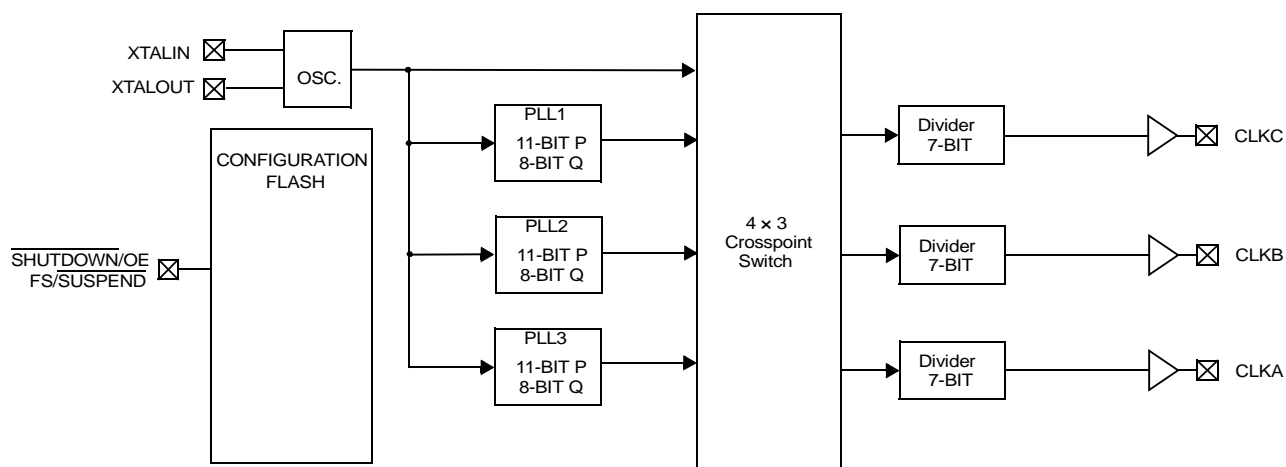 XTALIN
XTALOUT
OSC.
CONFIGURATION
FLASH
SHUTDOWN/OE
FS/SUSPEND
PLL1
11-BIT P
8-BIT Q
PLL2
11-BIT P
8-BIT Q
PLL3
11-BIT P
8-BIT Q
4 × 3
Crosspoint
Switch
Divider
7-BIT
CLKC
Divider
7-BIT
CLKB
Divider
7-BIT
CLKA